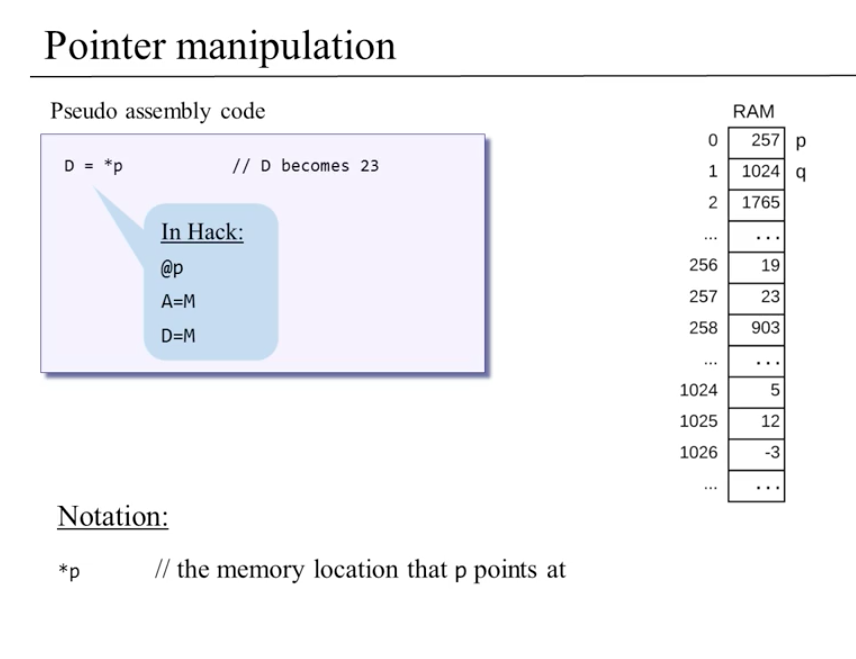 Pointer manipulation
Pseudo assembly code
D = *p // D becomes 23
In Hack:
@p
A=M
D=M
RAM
0 257 p
1 1024 q
2 1765
... ...
256 19
257 23
258 903
... ...
1024 5
1025 12
1026 -3
... ...
Notation:
*p // the memory location that p points at